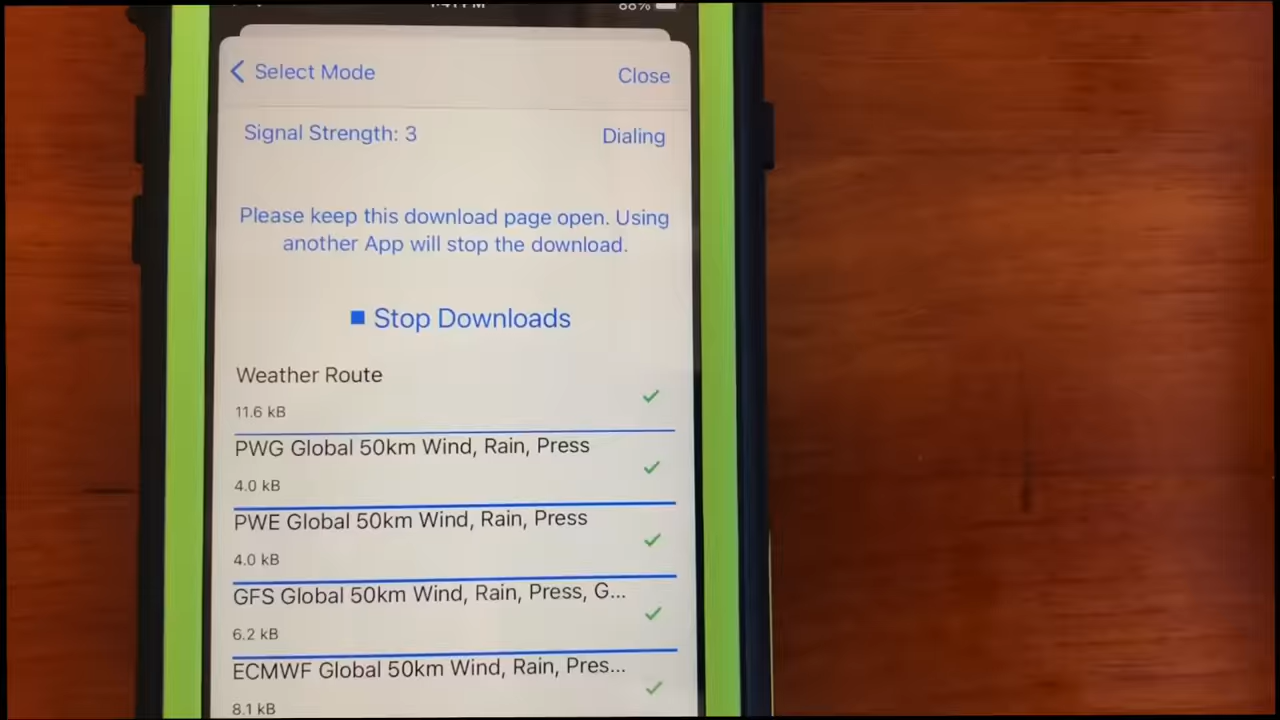 88%
Select Mode
Close
Signal Strength: 3
Dialing
Please keep this download page open. Using
another App will stop the download.
Stop Downloads
Weather Route
11.6 kB
PWG Global 50km Wind, Rain, Press
4.0 kB
PWE Global 50km Wind, Rain, Press
4.0 kB
GFS Global 50km Wind, Rain, Press, G...
6.2 kB
ECMWF Global 50km Wind, Rain, Pres...
8.1 kB